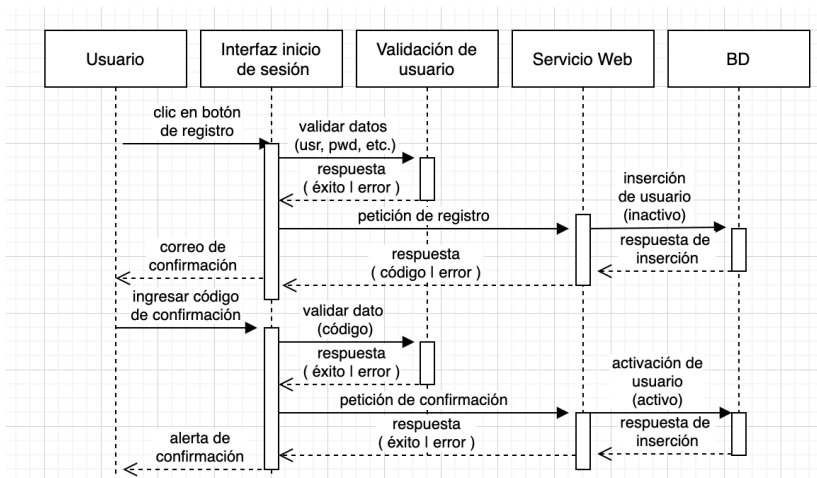 Usuario
Interfaz inicio
de sesión
Validación de
usuario
Servicio Web
BD
clic en botón
de registro
validar datos
(usr, pwd, etc.)
respuesta
( éxito | error )
petición de registro
inserción
de usuario
(inactivo)
respuesta de
inserción
respuesta
( código | error )
correo de
confirmación
ingresar código
de confirmación
validar dato
(código)
respuesta
( éxito | error )
petición de confirmación
activación de
usuario
(activo)
respuesta de
inserción
respuesta
( éxito | error )
alerta de
confirmación